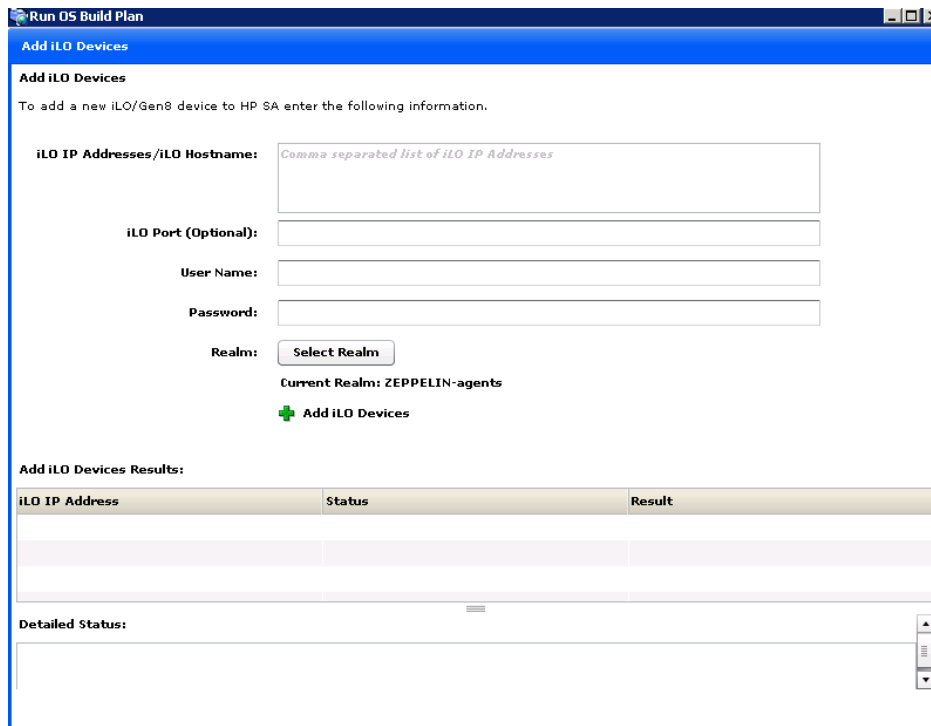 Run OS Build Plan
Add iLO Devices
Add iLO Devices
To add a new iLO/Gen8 device to HP SA enter the following information.
iLO IP Addresses/iLO Hostname:
Comma separated list of iLO IP Addresses
iLO Port (Optional):
User Name:
Password:
Realm:
Select Realm
Current Realm: ZEPPELIN-agents
Add iLO Devices
Add iLO Devices Results:
iLO IP Address Status Result
Detailed Status: